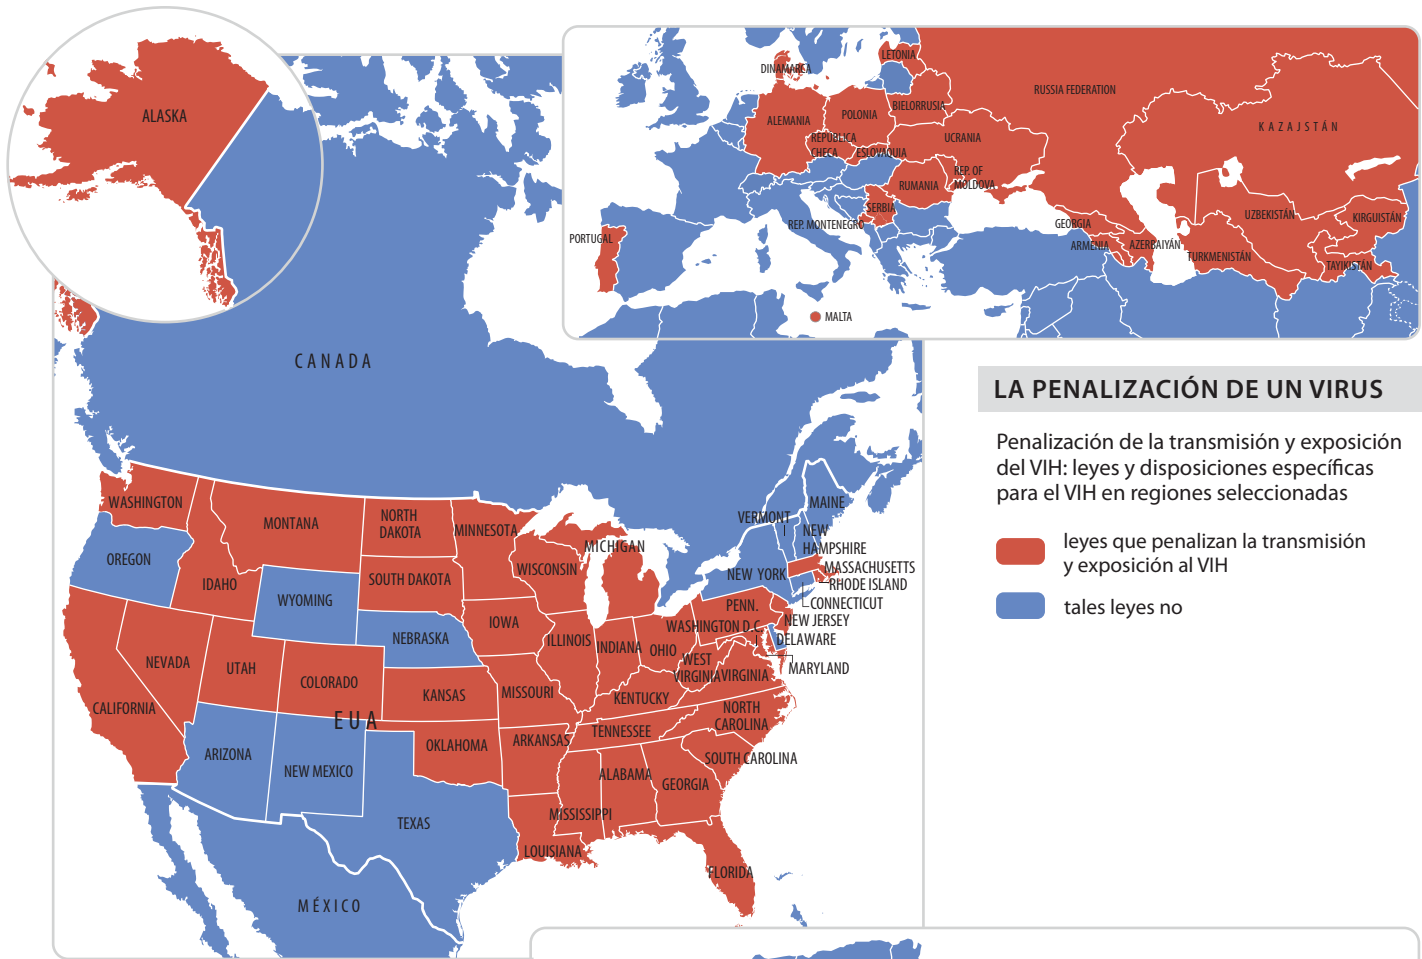 ALASKA
CANADA
WASHINGTON
OREGON
IDAHO
MONTANA
NORTH
DAKOTA
SOUTH DAKOTA
MINNESOTA
WISCONSIN
MICHIGAN
WYOMING
NEBRASKA
IOWA
ILLINOIS
INDIANA
OHIO
PENN.
NEW YORK
VERMONT
MAINE
NEW
HAMPSHIRE
MASSACHUSETTS
RHODE ISLAND
CONNECTICUT
NEW JERSEY
WASHINGTON D.C.
DELAWARE
MARYLAND
WEST
VIRGINIA
VIRGINIA
NEVADA
UTAH
COLORADO
KANSAS
MISSOURI
KENTUCKY
CALIFORNIA
EUA
ARIZONA
NEW MEXICO
OKLAHOMA
ARKANSAS
TENNESSEE
NORTH
CAROLINA
SOUTH CAROLINA
TEXAS
LOUISIANA
MISSISSIPPI
ALABAMA
GEORGIA
FLORIDA
MÉXICO
LETONIA
DINAMARCA
RUSSIA FEDERATION
ALEMANIA
POLONIA
BIELORRUSIA
KAZAJSTÁN
REPÚBLICA
CHECA
ESLOVAQUIA
UCRANIA
REP. OF
MOLDOVA
RUMANIA
SERBIA
REP. MONTENEGRO
PORTUGAL
GEORGIA
ARMENIA
AZERBAIYÁN
TURKMENISTÁN
UZBEKISTÁN
KIRGUISTÁN
TAYIKISTÁN
MALTA
LA PENALIZACIÓN DE UN VIRUS
Penalización de la transmisión y exposición
del VIH: leyes y disposiciones específicas
para el VIH en regiones seleccionadas
leyes que penalizan la transmisión
y exposición al VIH
tales leyes no